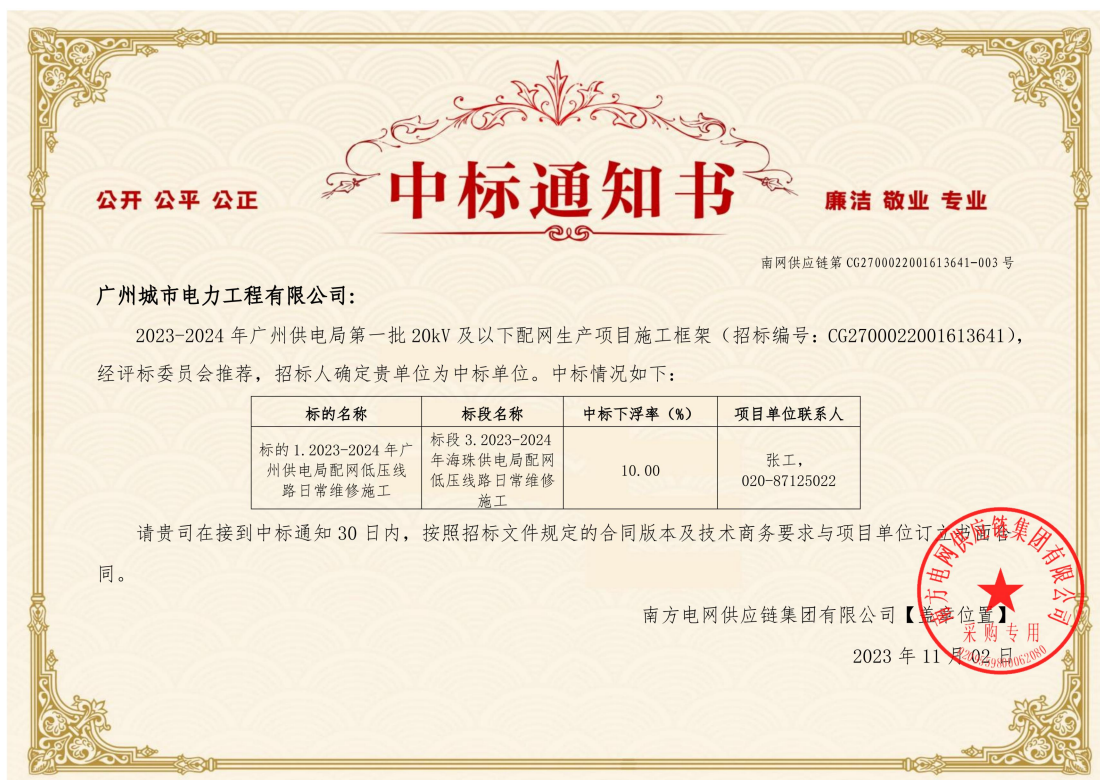 中标通知书
公开 公平 公正
廉洁 敬业 专业
南网供应链第 CG2700022001613641-003 号
广州城市电力工程有限公司:
2023-2024 年广州供电局第一批 20kV 及以下配网生产项目施工框架（招标编号：CG2700022001613641），
经评标委员会推荐，招标人确定贵单位为中标单位。中标情况如下：
标的名称 标段名称 中标下浮率（%） 项目单位联系人
标的 1.2023-2024 年广
州供电局配网低压线
路日常维修施工
标段 3.2023-2024
年海珠供电局配网
低压线路日常维修
施工
10.00
张工，
020-87125022
请贵司在接到中标通知 30 日内，按照招标文件规定的合同版本及技术商务要求与项目单位订立书面合
同。
南方电网供应链集团有限公司【盖章位置】
2023 年 11 月 02 日
南方电网供应链集团有限公司
采购专用